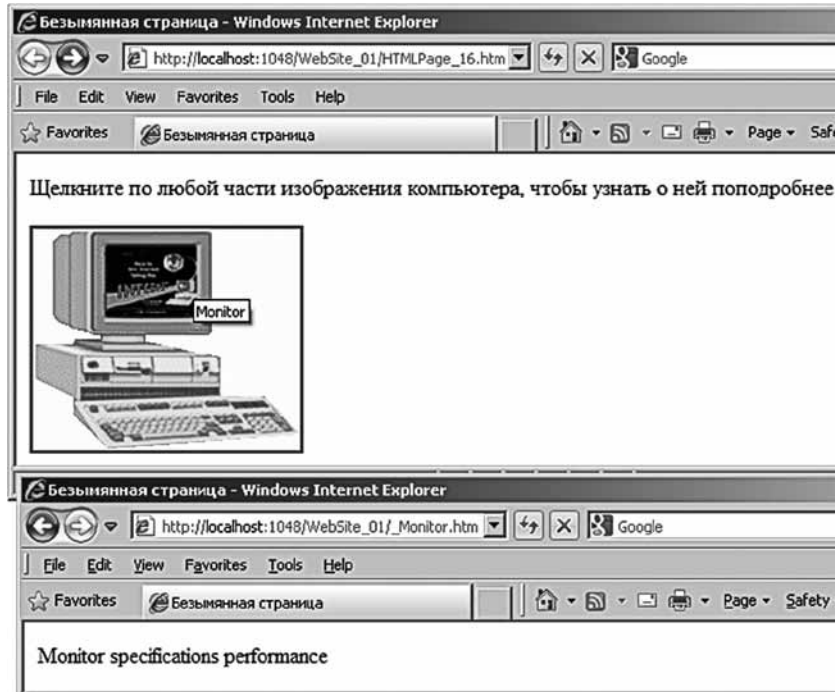 Безымянная страница - Windows Internet Explorer
http://localhost:1048/WebSite_01/HTMLPage_16.htm Google
File Edit View Favorites Tools Help
Favorites Безымянная страница Page Saf
Щелкните по любой части изображения компьютера, чтобы узнать о ней поподробнее
Monitor
Безымянная страница - Windows Internet Explorer
http://localhost:1048/WebSite_01/_Monitor.htm Google
File Edit View Favorites Tools Help
Favorites Безымянная страница Page Safety
Monitor specifications performance